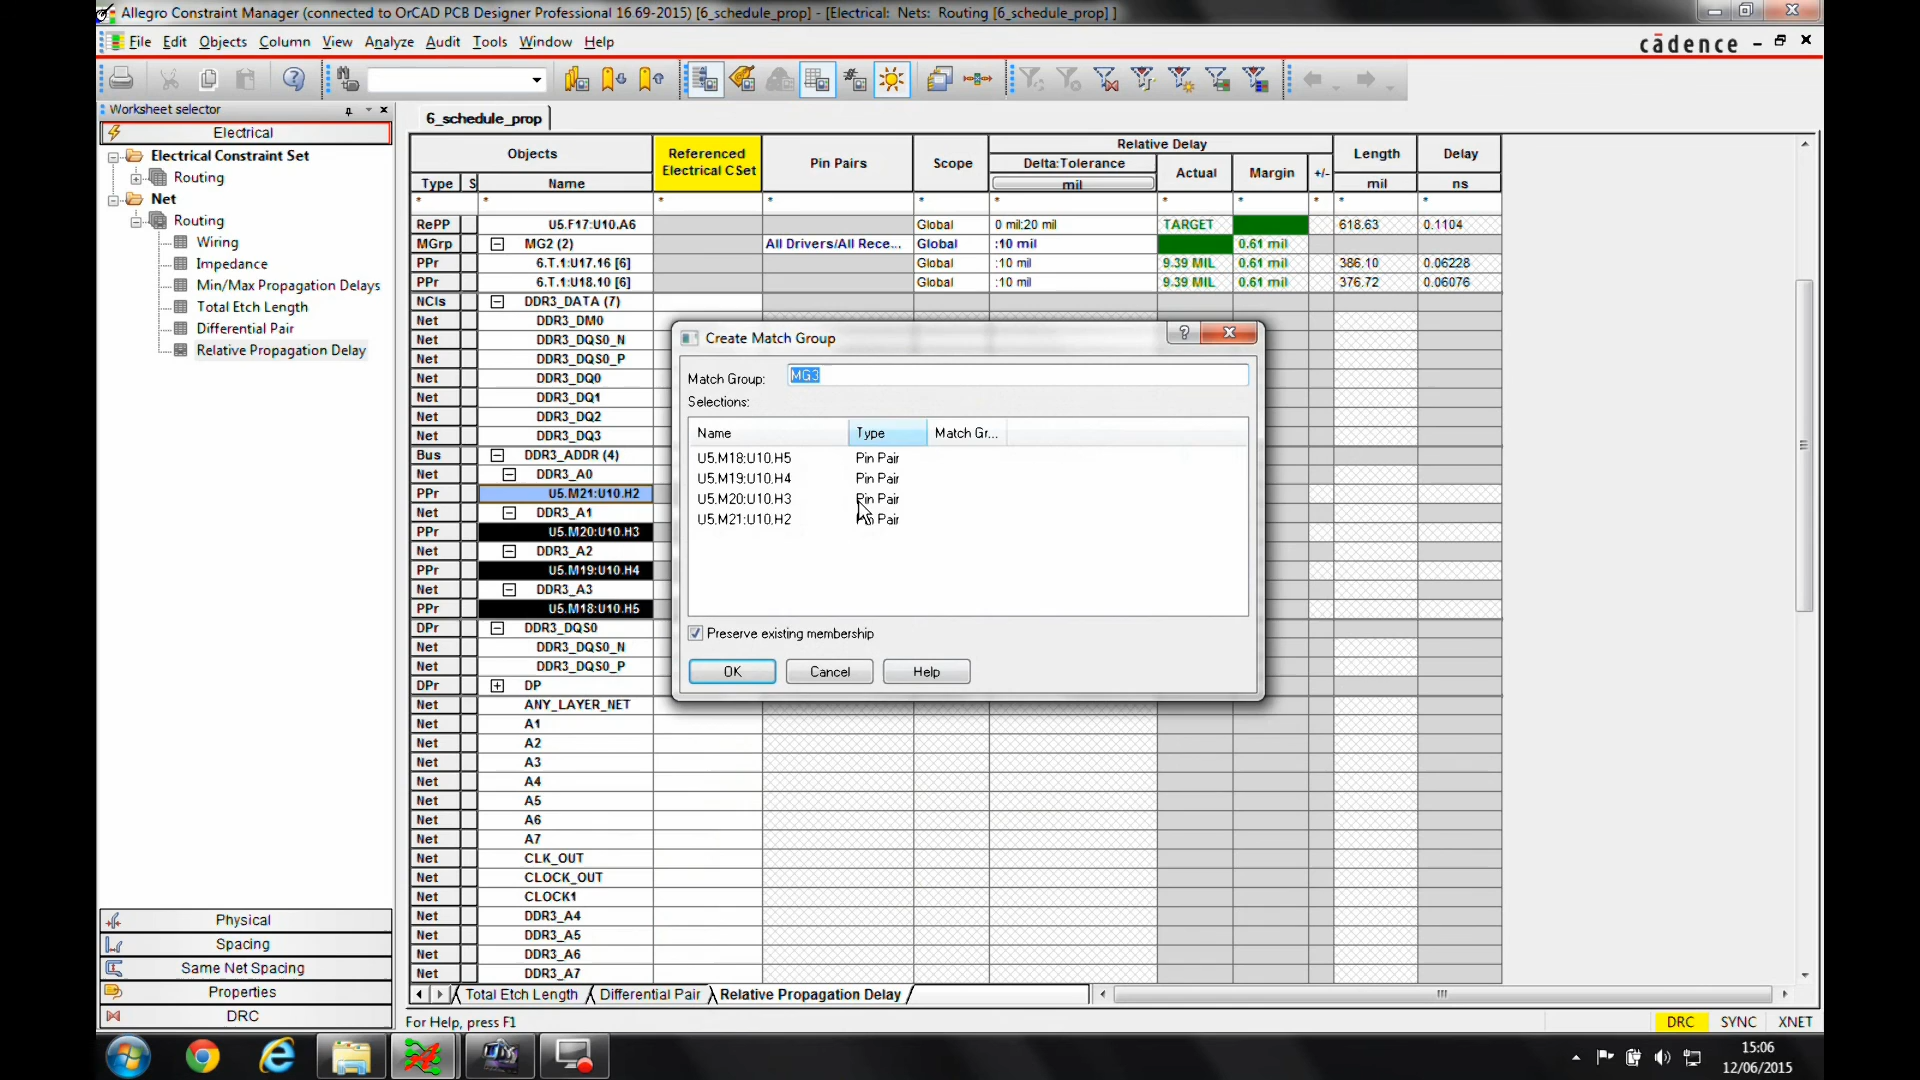 Allegro Constraint Manager (connected to OrCAD PCB Designer Professional 16.69-2015) [6_schedule_prop] - [Electrical: Nets: Routing [6_schedule_prop] ]
File Edit Objects Column View Analyze Audit Tools Window Help
cādence
Worksheet selector
Electrical
Electrical Constraint Set
Routing
Net
Routing
Wiring
Impedance
Min/Max Propagation Delays
Total Etch Length
Differential Pair
Relative Propagation Delay
Physical
Spacing
Same Net Spacing
Properties
DRC
6_schedule_prop
Objects Referenced Electrical CSet Pin Pairs Scope Relative Delay Length Delay
Delta:Tolerance Actual Margin +/-
Type S Name mil mil ns
* * * * * * * * * * *
RePP U5.F17:U10.A6 Global 0 mil:20 mil TARGET 618.63 0.1104
MGrp MG2 (2) All Drivers/All Rece... Global :10 mil 0.61 mil
PPr 6.T.1:U17.16 [6] Global :10 mil 9.39 MIL 0.61 mil 386.10 0.06228
PPr 6.T.1:U18.10 [6] Global :10 mil 9.39 MIL 0.61 mil 376.72 0.06076
NCls DDR3_DATA (7)
Net DDR3_DM0
Net DDR3_DQS0_N
Net DDR3_DQS0_P
Net DDR3_DQ0
Net DDR3_DQ1
Net DDR3_DQ2
Net DDR3_DQ3
Bus DDR3_ADDR (4)
Net DDR3_A0
PPr U5.M21:U10.H2
Net DDR3_A1
PPr U5.M20:U10.H3
Net DDR3_A2
PPr U5.M19:U10.H4
Net DDR3_A3
PPr U5.M18:U10.H5
DPr DDR3_DQS0
Net DDR3_DQS0_N
Net DDR3_DQS0_P
DPr DP
Net ANY_LAYER_NET
Net A1
Net A2
Net A3
Net A4
Net A5
Net A6
Net A7
Net CLK_OUT
Net CLOCK_OUT
Net CLOCK1
Net DDR3_A4
Net DDR3_A5
Net DDR3_A6
Net DDR3_A7
Create Match Group
Match Group: MG3
Selections:
Name Type Match Gr...
U5.M18:U10.H5 Pin Pair
U5.M19:U10.H4 Pin Pair
U5.M20:U10.H3 Pin Pair
U5.M21:U10.H2 Pair
Preserve existing membership
OK Cancel Help
Total Etch Length Differential Pair Relative Propagation Delay
For Help, press F1
DRC SYNC XNET
15:06
12/06/2015